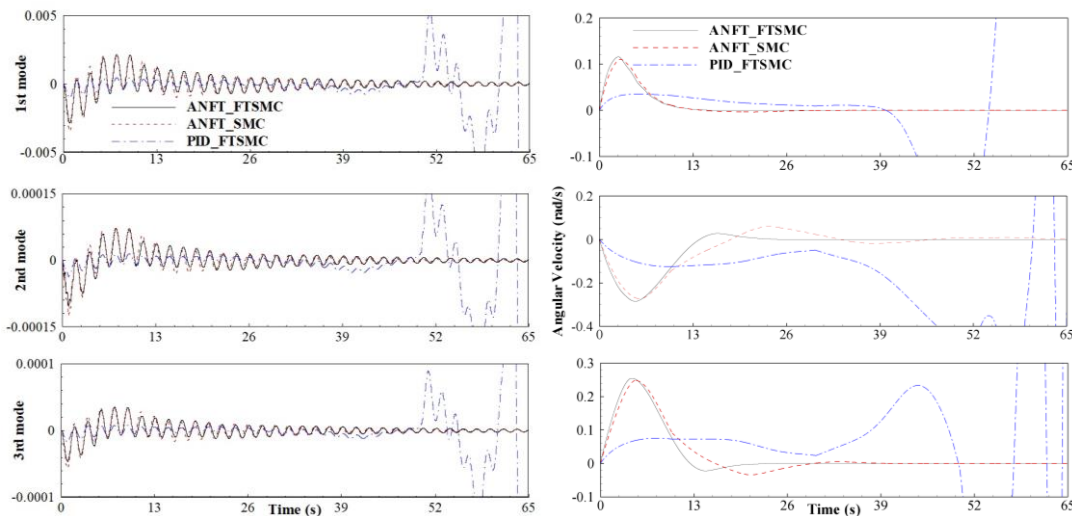 0.005
1st mode
0
ANFT_FTSMC
ANFT_SMC
PID_FTSMC
-0.005
0 13 26 39 52 65
0.00015
2nd mode
0
-0.00015
0 13 26 39 52 65
0.0001
3rd mode
0
-0.0001
0 13 26 Time (s) 39 52 65
0.2
ANFT_FTSMC
ANFT_SMC
0.1
PID_FTSMC
0
-0.1
0 13 26 39 52 65
Angular Velocity (rad/s)
0.2
0
-0.2
-0.4
0 13 26 39 52 65
0.3
0.2
0.1
0
-0.1
0 13 26 Time (s) 39 52 65